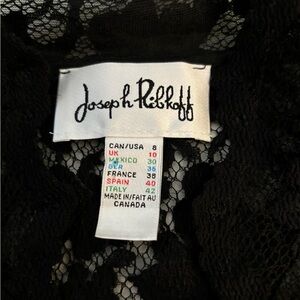 Joseph Ribkoff
CAN/USA 8
UK 10
MEXICO 30
GER 36
FRANCE 38
SPAIN 40
ITALY 42
MADE IN/FAIT AU
CANADA